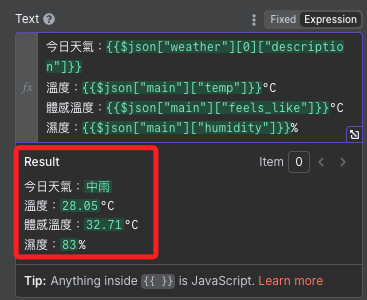 Text
Fixed Expression
fx
今日天氣：{{$json["weather"][0]["descriptio
n"]}}
溫度：{{$json["main"]["temp"]}}°C
體感溫度：{{$json["main"]["feels_like"]}}°C
濕度：{{$json["main"]["humidity"]}}%
Result
Item 0
今日天氣：中雨
溫度：28.05°C
體感溫度：32.71°C
濕度：83%
Tip: Anything inside {{ }} is JavaScript. Learn more